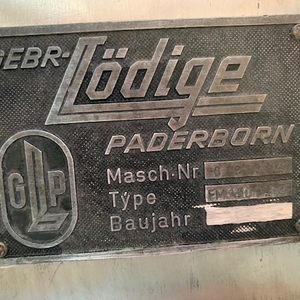 GEBR. Lödige
PADERBORN
GLP
Masch.Nr
Type
Baujahr